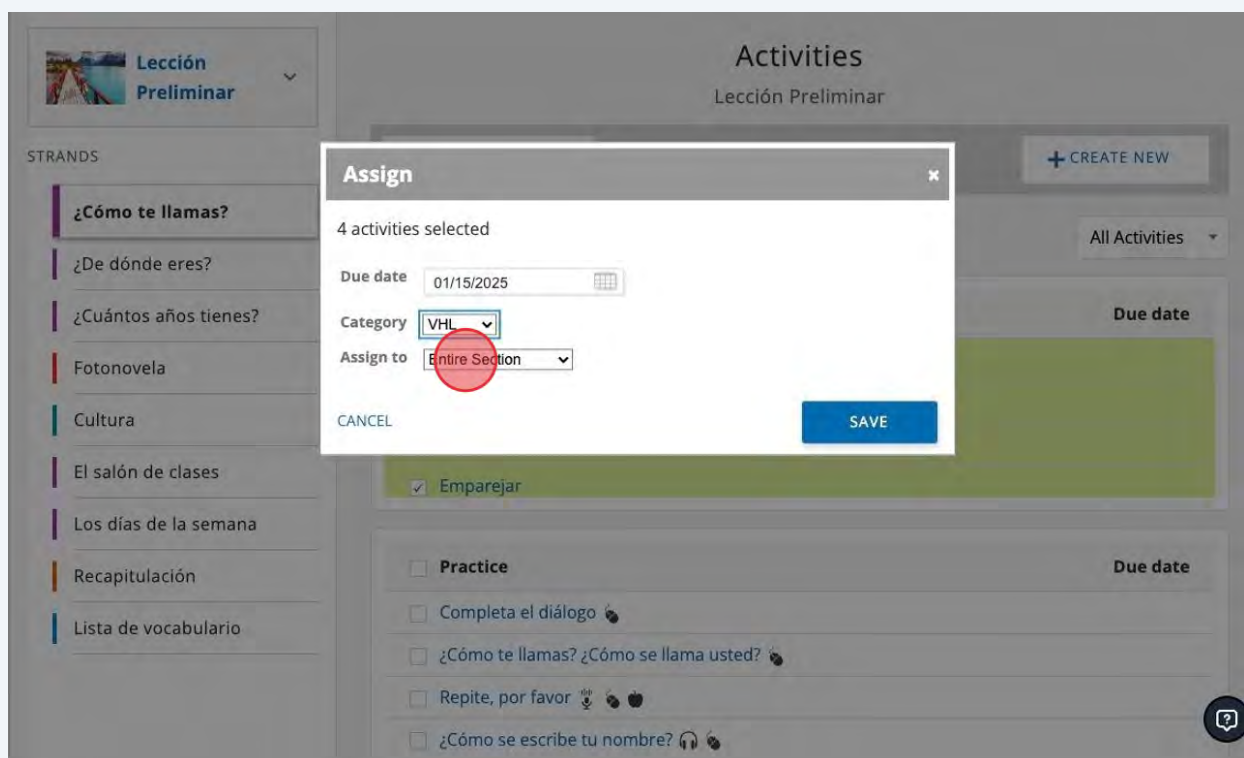 Lección
Preliminar
STRANDS
¿Cómo te llamas?
¿De dónde eres?
¿Cuántos años tienes?
Fotonovela
Cultura
El salón de clases
Los días de la semana
Recapitulación
Lista de vocabulario
Activities
Lección Preliminar
+ CREATE NEW
All Activities
Due date
Assign
4 activities selected
Due date 01/15/2025
Category VHL
Assign to Entire Section
CANCEL SAVE
Emparejar
Practice Due date
Completa el diálogo
¿Cómo te llamas? ¿Cómo se llama usted?
Repite, por favor
¿Cómo se escribe tu nombre?